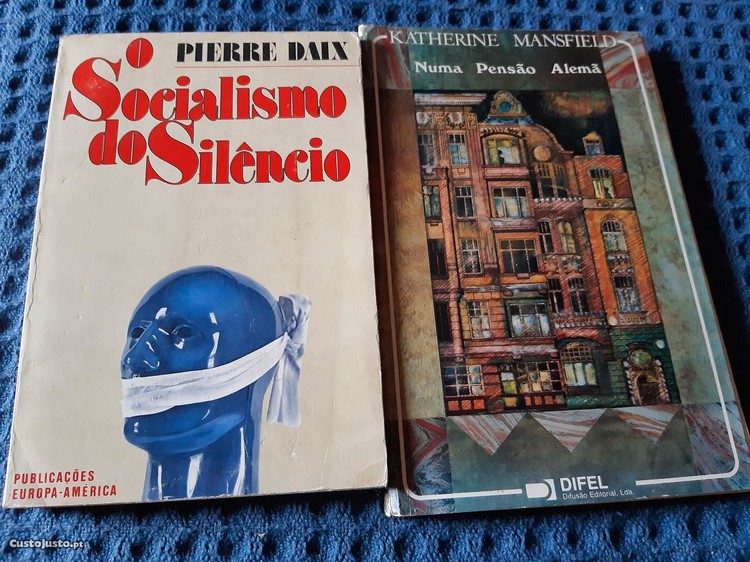 PIERRE DAIX
O
Socialismo
do Silêncio
PUBLICAÇÕES
EUROPA-AMÉRICA
KATHERINE MANSFIELD
Numa Pensão Alemã
DIFEL
Difusão Editorial, Lda.
CustoJusto.pt